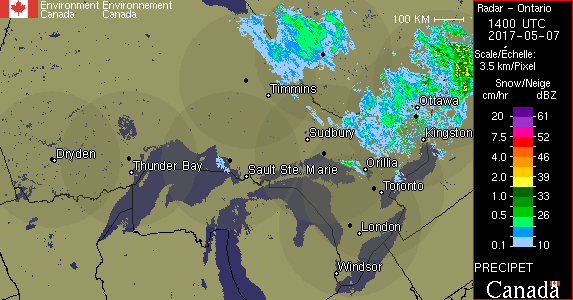 Environment Environnement
Canada Canada
100 KM
Timmins
Ottawa
Sudbury
Kingston
Dryden
Thunder Bay
Sault Ste. Marie
Orillia
Toronto
London
Windsor
Radar - Ontario
1400 UTC
2017-05-07
Scale/Échelle:
3.5 km/Pixel
Snow/Neige
cm/hr dBZ
20 61
7.5 52
4.0 46
2.0 39
1.0 33
0.5 26
0.1 10
PRECIPET
Canada